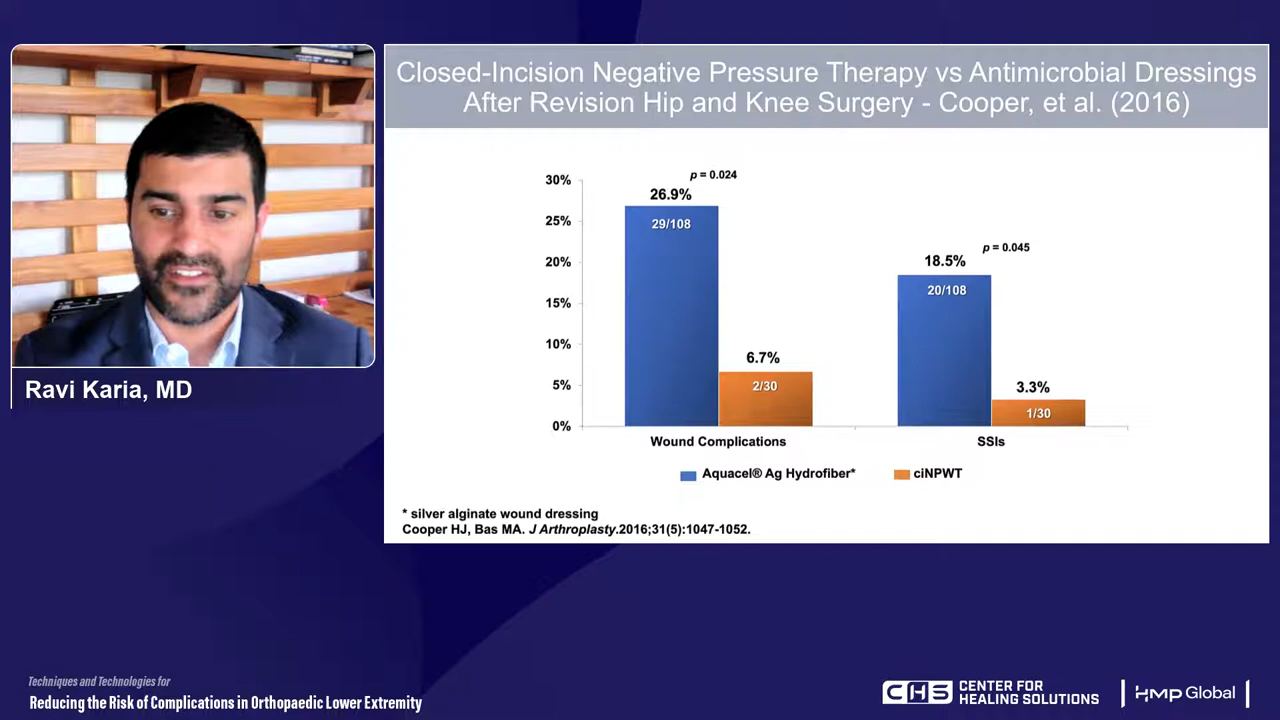 Closed-Incision Negative Pressure Therapy vs Antimicrobial Dressings
After Revision Hip and Knee Surgery - Cooper, et al. (2016)
30%
25%
20%
15%
10%
5%
0%
p = 0.024
26.9%
29/108
6.7%
2/30
p = 0.045
18.5%
20/108
3.3%
1/30
Wound Complications
SSIs
Aquacel® Ag Hydrofiber*
ciNPWT
* silver alginate wound dressing
Cooper HJ, Bas MA. J Arthroplasty.2016;31(5):1047-1052.
Ravi Karia, MD
Techniques and Technologies for
Reducing the Risk of Complications in Orthopaedic Lower Extremity
CHS
CENTER FOR
HEALING SOLUTIONS
HMP Global